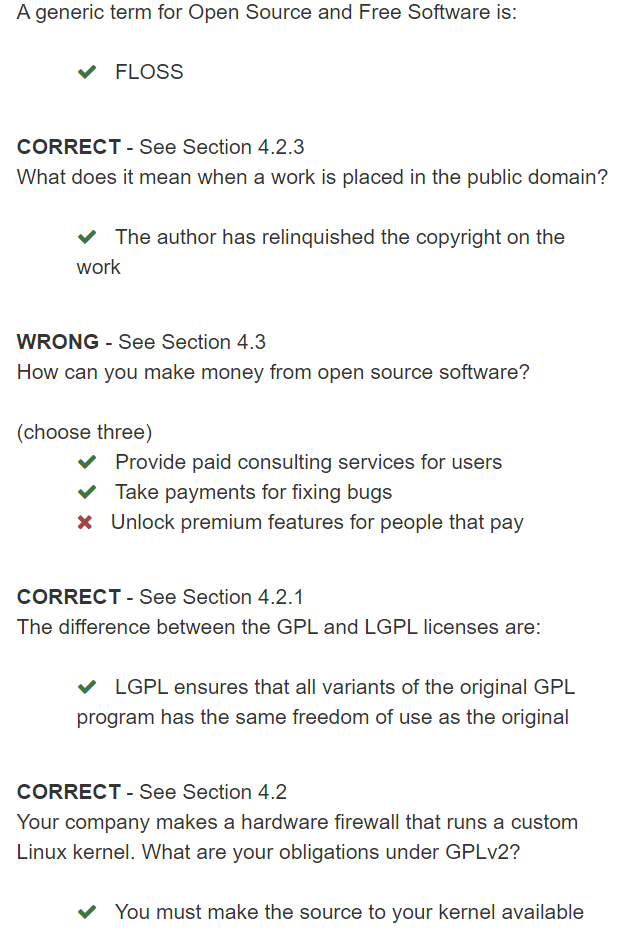 A generic term for Open Source and Free Software is:
✔ FLOSS
CORRECT - See Section 4.2.3
What does it mean when a work is placed in the public domain?
✔ The author has relinquished the copyright on the
work
WRONG - See Section 4.3
How can you make money from open source software?
(choose three)
✔ Provide paid consulting services for users
✔ Take payments for fixing bugs
✖ Unlock premium features for people that pay
CORRECT - See Section 4.2.1
The difference between the GPL and LGPL licenses are:
✔ LGPL ensures that all variants of the original GPL
program has the same freedom of use as the original
CORRECT - See Section 4.2
Your company makes a hardware firewall that runs a custom
Linux kernel. What are your obligations under GPLv2?
✔ You must make the source to your kernel available